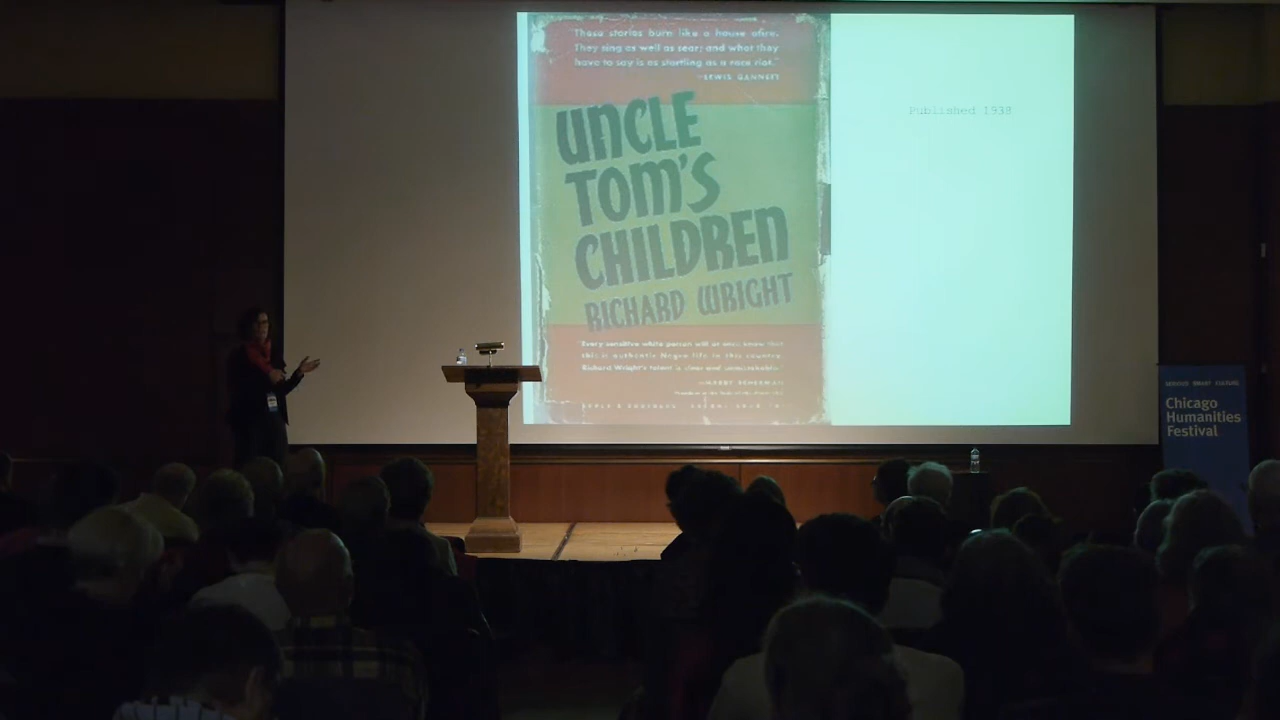 "These stories burn like a house afire.
They sing as well as sear; and what they
have to say is as startling as a race riot."
—LEWIS GANNETT
UNCLE
TOM'S
CHILDREN
RICHARD WRIGHT
"Every sensitive white person will at once know that
this is authentic Negro life in this country.
Richard Wright's talent is clear and unmistakable."
—HARRY SCHERMAN
Published 1938
Chicago
Humanities
Festival